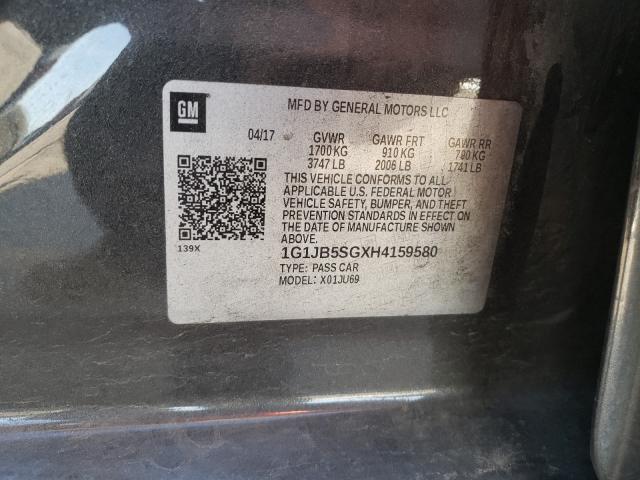 GM
MFD BY GENERAL MOTORS LLC
04/17 GVWR GAWR FRT GAWR RR
1700 KG 910 KG 790 KG
3747 LB 2006 LB 1741 LB
THIS VEHICLE CONFORMS TO ALL
APPLICABLE U.S. FEDERAL MOTOR
VEHICLE SAFETY, BUMPER, AND THEFT
PREVENTION STANDARDS IN EFFECT ON
THE DATE OF MANUFACTURE SHOWN
ABOVE.
139X
1G1JB5SGXH4159580
TYPE: PASS CAR
MODEL: X01JU69